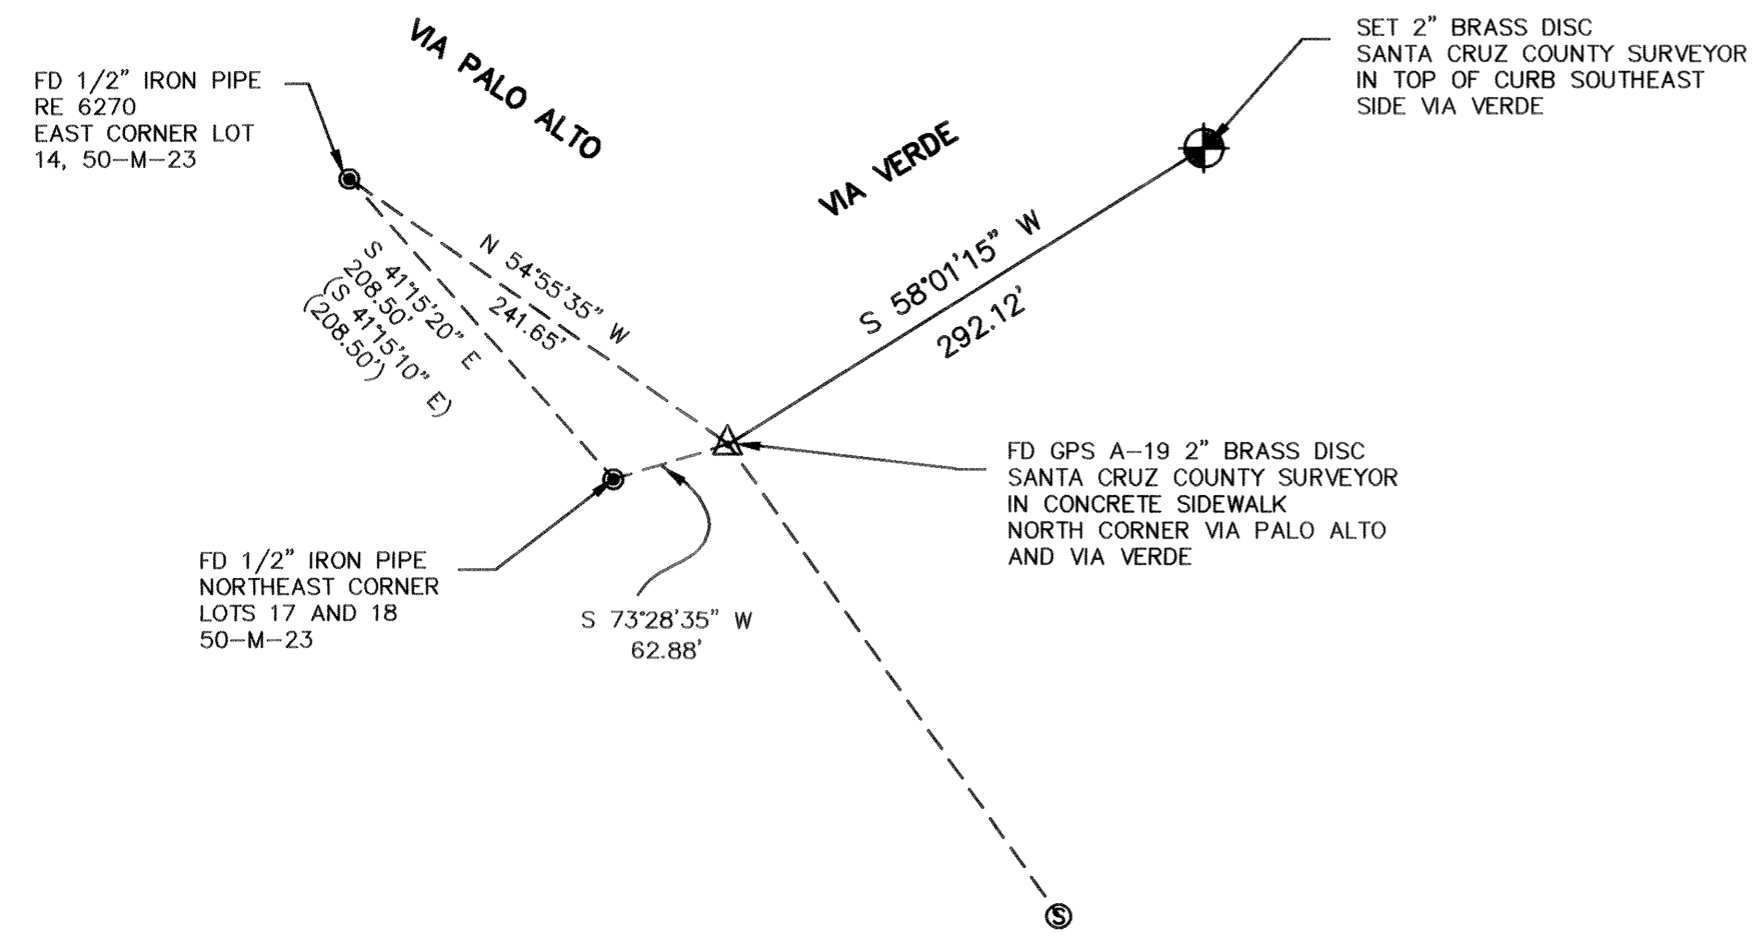 SET 2" BRASS DISC
SANTA CRUZ COUNTY SURVEYOR
IN TOP OF CURB SOUTHEAST
SIDE VIA VERDE
VIA PALO ALTO
FD 1/2" IRON PIPE
RE 6270
EAST CORNER LOT
14, 50-M-23
VIA VERDE
N 54°55'35" W
241.65'
S 41°15'20" E
208.50'
(S 41°15'10" E)
(208.50')
S 58°01'15" W
292.12'
FD GPS A-19 2" BRASS DISC
SANTA CRUZ COUNTY SURVEYOR
IN CONCRETE SIDEWALK
NORTH CORNER VIA PALO ALTO
AND VIA VERDE
FD 1/2" IRON PIPE
NORTHEAST CORNER
LOTS 17 AND 18
50-M-23
S 73°28'35" W
62.88'
S